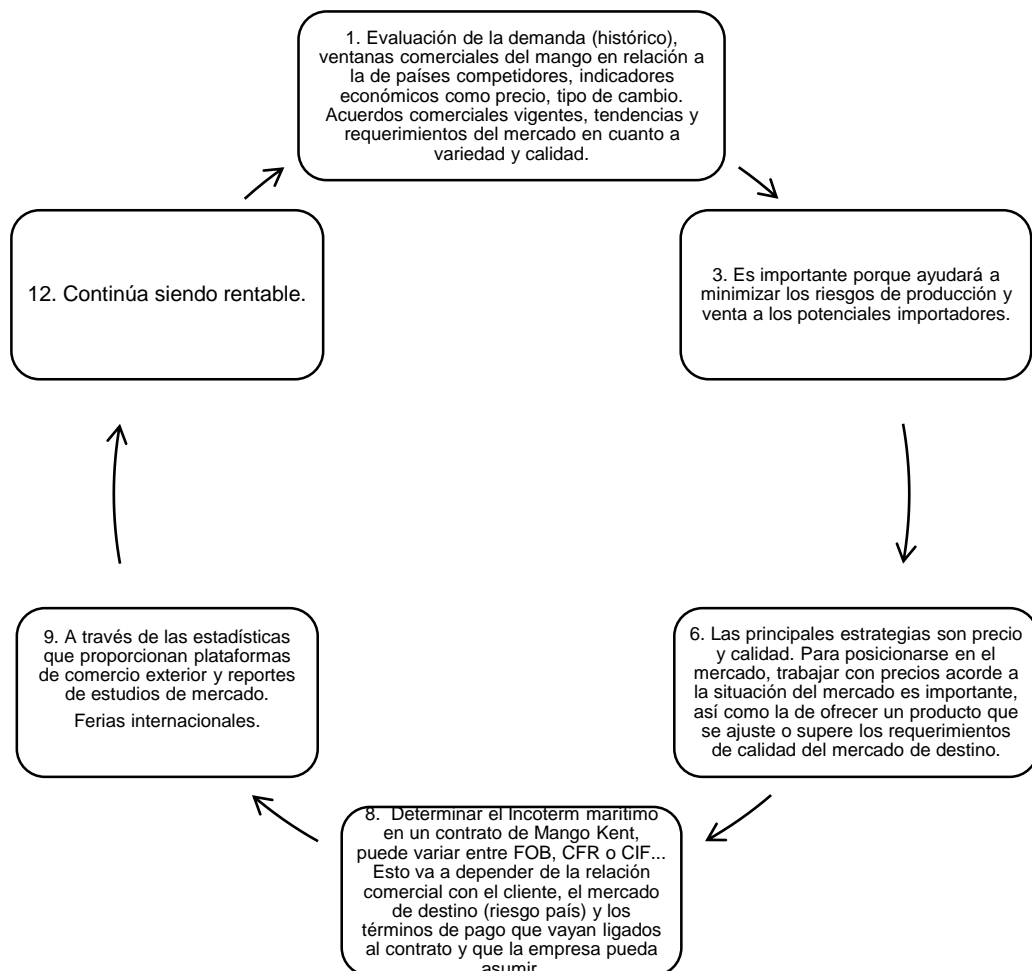 1. Evaluación de la demanda (histórico),
ventanas comerciales del mango en relación a
la de países competidores, indicadores
económicos como precio, tipo de cambio.
Acuerdos comerciales vigentes, tendencias y
requerimientos del mercado en cuanto a
variedad y calidad.
3. Es importante porque ayudará a
minimizar los riesgos de producción y
venta a los potenciales importadores.
6. Las principales estrategias son precio
y calidad. Para posicionarse en el
mercado, trabajar con precios acorde a
la situación del mercado es importante,
así como la de ofrecer un producto que
se ajuste o supere los requerimientos
de calidad del mercado de destino.
8. Determinar el Incoterm marítimo
en un contrato de Mango Kent,
puede variar entre FOB, CFR o CIF...
Esto va a depender de la relación
comercial con el cliente, el mercado
de destino (riesgo país) y los
términos de pago que vayan ligados
al contrato y que la empresa pueda
asumir
9. A través de las estadísticas
que proporcionan plataformas
de comercio exterior y reportes
de estudios de mercado.
Ferias internacionales.
12. Continúa siendo rentable.